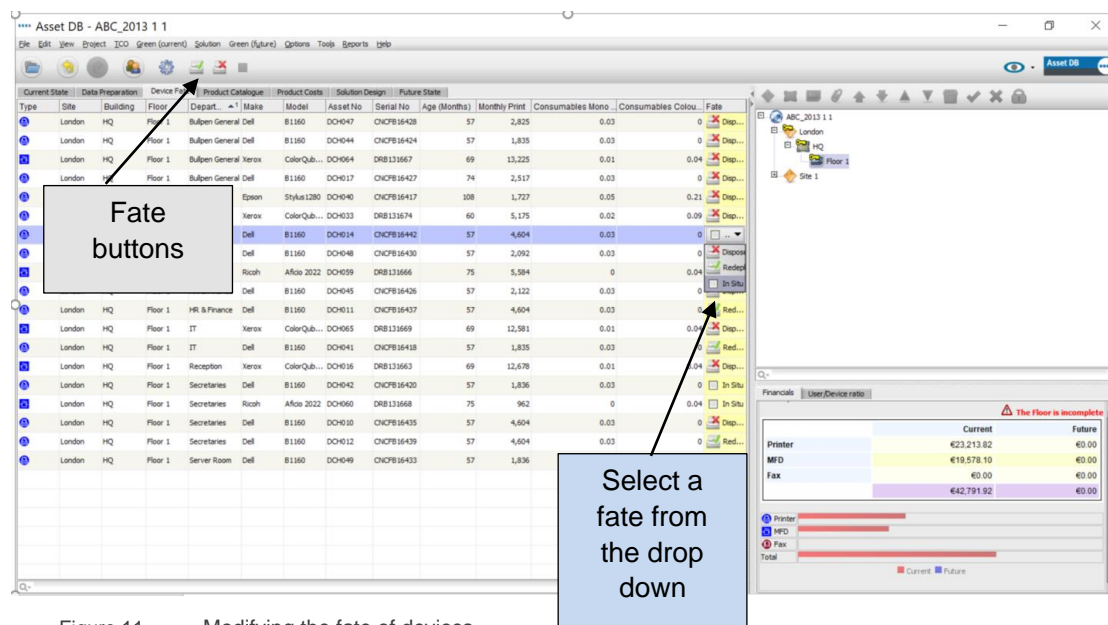 Asset DB - ABC_2013 1 1
File Edit View Project TCO Green (current) Solution Green (future) Options Tools Reports Help
Asset DB
Current State Data Preparation Device Fa Product Catalogue Product Costs Solution Design Future State
Type Site Building Floor Depart... 1 Make Model Asset No Serial No Age (Months) Monthly Print Consumables Mono ... Consumables Colou... Fate
London HQ Floor 1 Bullpen General Dell B1160 DCH047 CNCFB16428 57 2,825 0.03 0 Disp...
London HQ Floor 1 Bullpen General Dell B1160 DCH044 CNCFB16424 57 1,835 0.03 0 Disp...
London HQ Floor 1 Bullpen General Xerox ColorQub... DCH064 DRB131667 69 13,225 0.01 0.04 Disp...
London HQ Floor 1 Bullpen General Dell B1160 DCH017 CNCFB16427 74 2,517 0.03 0 Disp...
Epson Stylus1280 DCH040 CNCFB16417 108 1,727 0.05 0.21 Disp...
Xerox ColorQub... DCH033 DRB131674 60 5,175 0.02 0.09 Disp...
Dell B1160 DCH014 CNCFB16442 57 4,604 0.03 0 ..
Dell B1160 DCH048 CNCFB16430 57 2,092 0.03 0 Dispose
Ricoh Aficio 2022 DCH059 DRB131666 75 5,584 0 0.04 Redepl
In Situ
Dell B1160 DCH045 CNCFB16426 57 2,122 0.03 0 Disp...
London HQ Floor 1 HR & Finance Dell B1160 DCH011 CNCFB16437 57 4,604 0.03 0 Red...
London HQ Floor 1 IT Xerox ColorQub... DCH065 DRB131669 69 12,581 0.01 0.04 Disp...
London HQ Floor 1 IT Dell B1160 DCH041 CNCFB16418 57 1,835 0.03 0 Red...
London HQ Floor 1 Reception Xerox ColorQub... DCH016 DRB131663 69 12,678 0.01 0.04 Disp...
London HQ Floor 1 Secretaries Dell B1160 DCH042 CNCFB16420 57 1,836 0.03 0 In Situ
London HQ Floor 1 Secretaries Ricoh Aficio 2022 DCH060 DRB131668 75 962 0 0.04 In Situ
London HQ Floor 1 Secretaries Dell B1160 DCH010 CNCFB16435 57 4,604 0.03 0 Disp...
London HQ Floor 1 Secretaries Dell B1160 DCH012 CNCFB16439 57 4,604 0.03 0 Red...
London HQ Floor 1 Server Room Dell B1160 DCH049 CNCFB16433 57 1,836
Fate
buttons
Select a
fate from
the drop
down
ABC_2013 1 1
London
HQ
Floor 1
Site 1
Financials User/Device ratio
The Floor is incomplete
Current Future
Printer €23,213.82 €0.00
MFD €19,578.10 €0.00
Fax €0.00 €0.00
€42,791.92 €0.00
Printer
MFD
Fax
Total
Current Future
Figure 11 Modifying the fate of devices